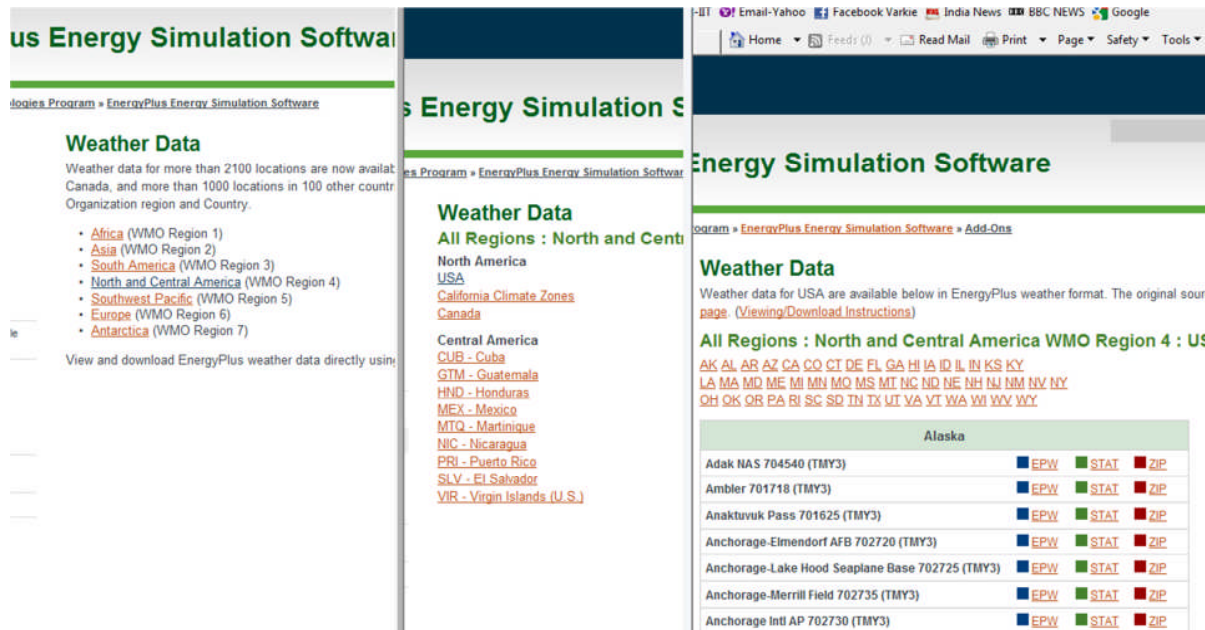 us Energy Simulation Softwar
ologies Program » EnergyPlus Energy Simulation Software
Weather Data
Weather data for more than 2100 locations are now availab
Canada, and more than 1000 locations in 100 other countr
Organization region and Country.
• Africa (WMO Region 1)
• Asia (WMO Region 2)
• South America (WMO Region 3)
• North and Central America (WMO Region 4)
• Southwest Pacific (WMO Region 5)
• Europe (WMO Region 6)
• Antarctica (WMO Region 7)
View and download EnergyPlus weather data directly using
s Energy Simulation S
es Program » EnergyPlus Energy Simulation Softwar
Weather Data
All Regions : North and Centr
North America
USA
California Climate Zones
Canada
Central America
CUB - Cuba
GTM - Guatemala
HND - Honduras
MEX - Mexico
MTQ - Martinique
NIC - Nicaragua
PRI - Puerto Rico
SLV - El Salvador
VIR - Virgin Islands (U.S.)
-IIT Email-Yahoo Facebook Varkie India News BBC NEWS Google
Home Feeds (J) Read Mail Print Page Safety Tools
Energy Simulation Software
ogram » EnergyPlus Energy Simulation Software » Add-Ons
Weather Data
Weather data for USA are available below in EnergyPlus weather format. The original sour
page. (Viewing/Download Instructions)
All Regions : North and Central America WMO Region 4 : US
AK AL AR AZ CA CO CT DE FL GA HI IA ID IL IN KS KY
LA MA MD ME MI MN MO MS MT NC ND NE NH NJ NM NV NY
OH OK OR PA RI SC SD TN TX UT VA VT WA WI WV WY
Alaska
Adak NAS 704540 (TMY3) EPW STAT ZIP
Ambler 701718 (TMY3) EPW STAT ZIP
Anaktuvuk Pass 701625 (TMY3) EPW STAT ZIP
Anchorage-Elmendorf AFB 702720 (TMY3) EPW STAT ZIP
Anchorage-Lake Hood Seaplane Base 702725 (TMY3) EPW STAT ZIP
Anchorage-Merrill Field 702735 (TMY3) EPW STAT ZIP
Anchorage Intl AP 702730 (TMY3) EPW STAT ZIP